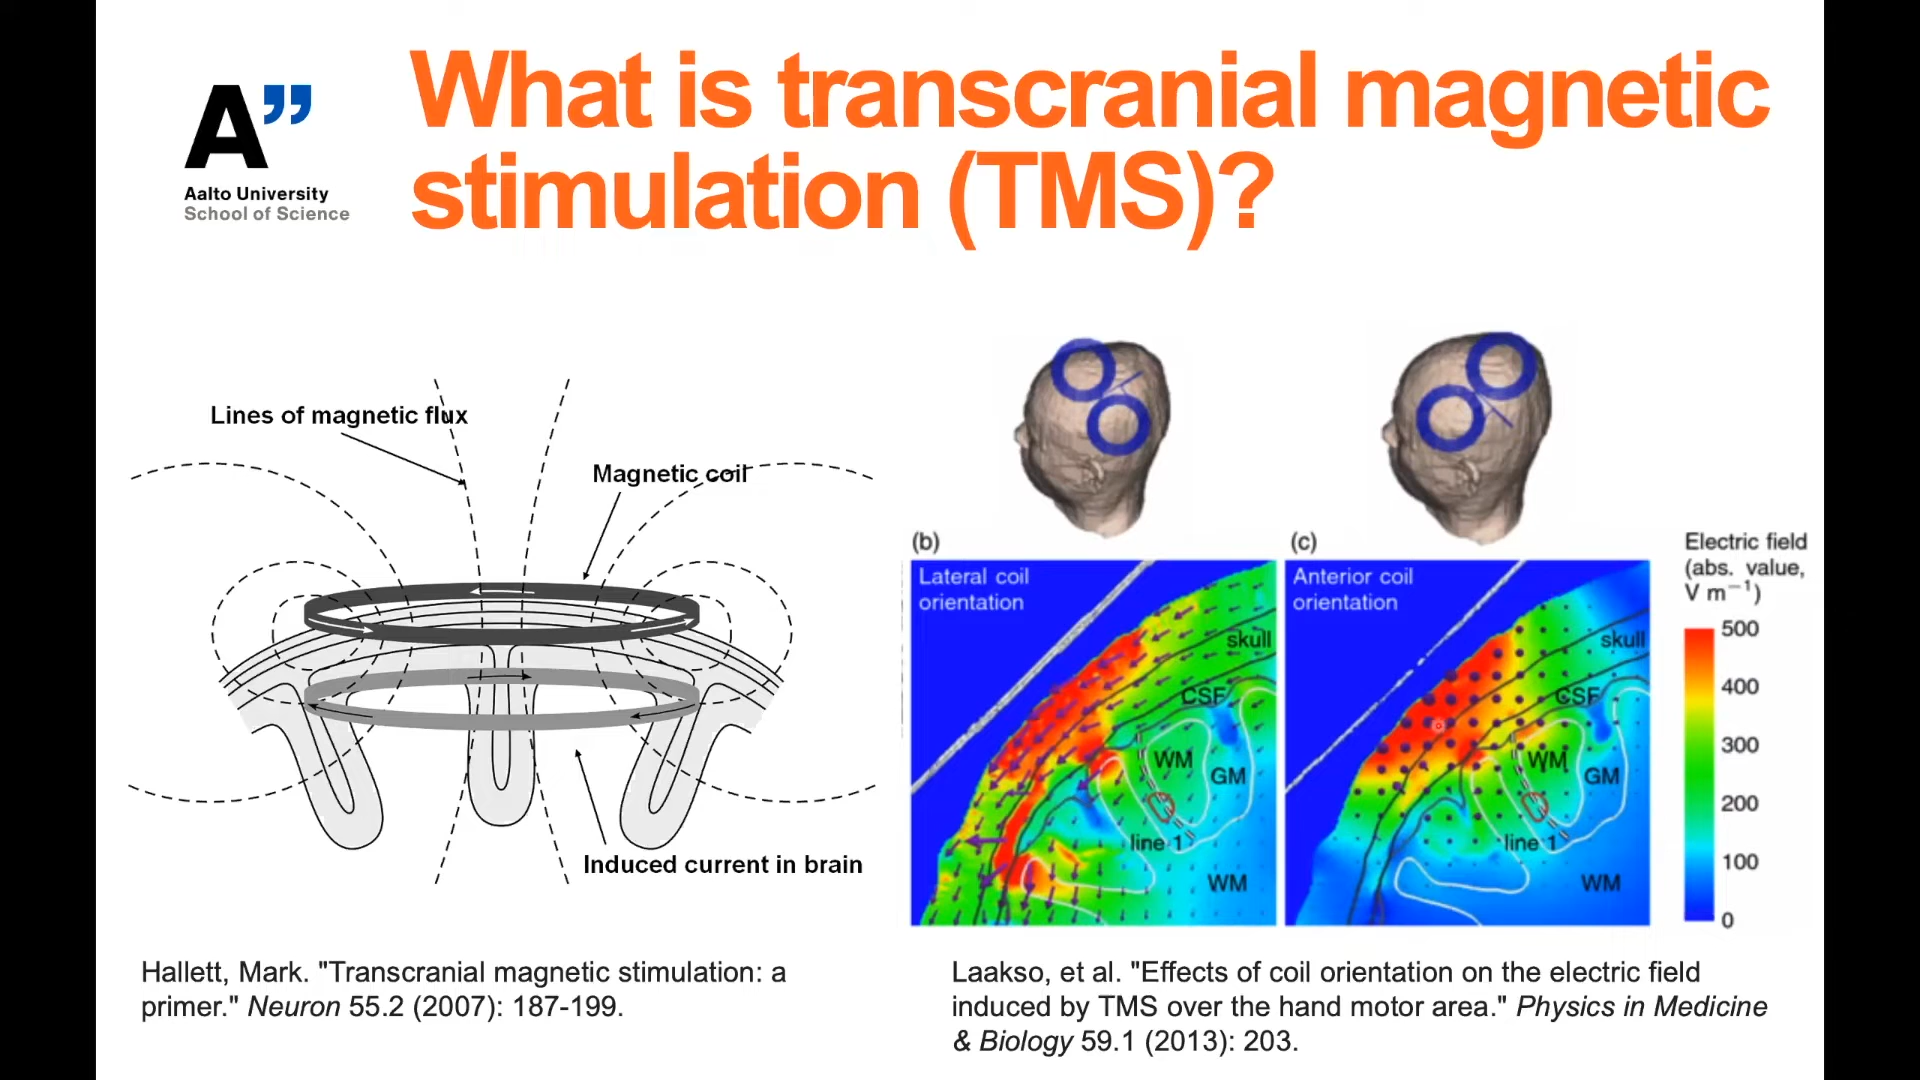 What is transcranial magnetic
stimulation (TMS)?
A”
Aalto University
School of Science
Lines of magnetic flux
Magnetic coil
Induced current in brain
(b)
Lateral coil
orientation
skull
CSF
WM
GM
line 1
WM
(c)
Anterior coil
orientation
skull
CSF
WM
GM
line 1
WM
Electric field
(abs. value,
V m⁻¹)
500
400
300
200
100
0
Hallett, Mark. "Transcranial magnetic stimulation: a
primer." Neuron 55.2 (2007): 187-199.
Laakso, et al. "Effects of coil orientation on the electric field
induced by TMS over the hand motor area." Physics in Medicine
& Biology 59.1 (2013): 203.